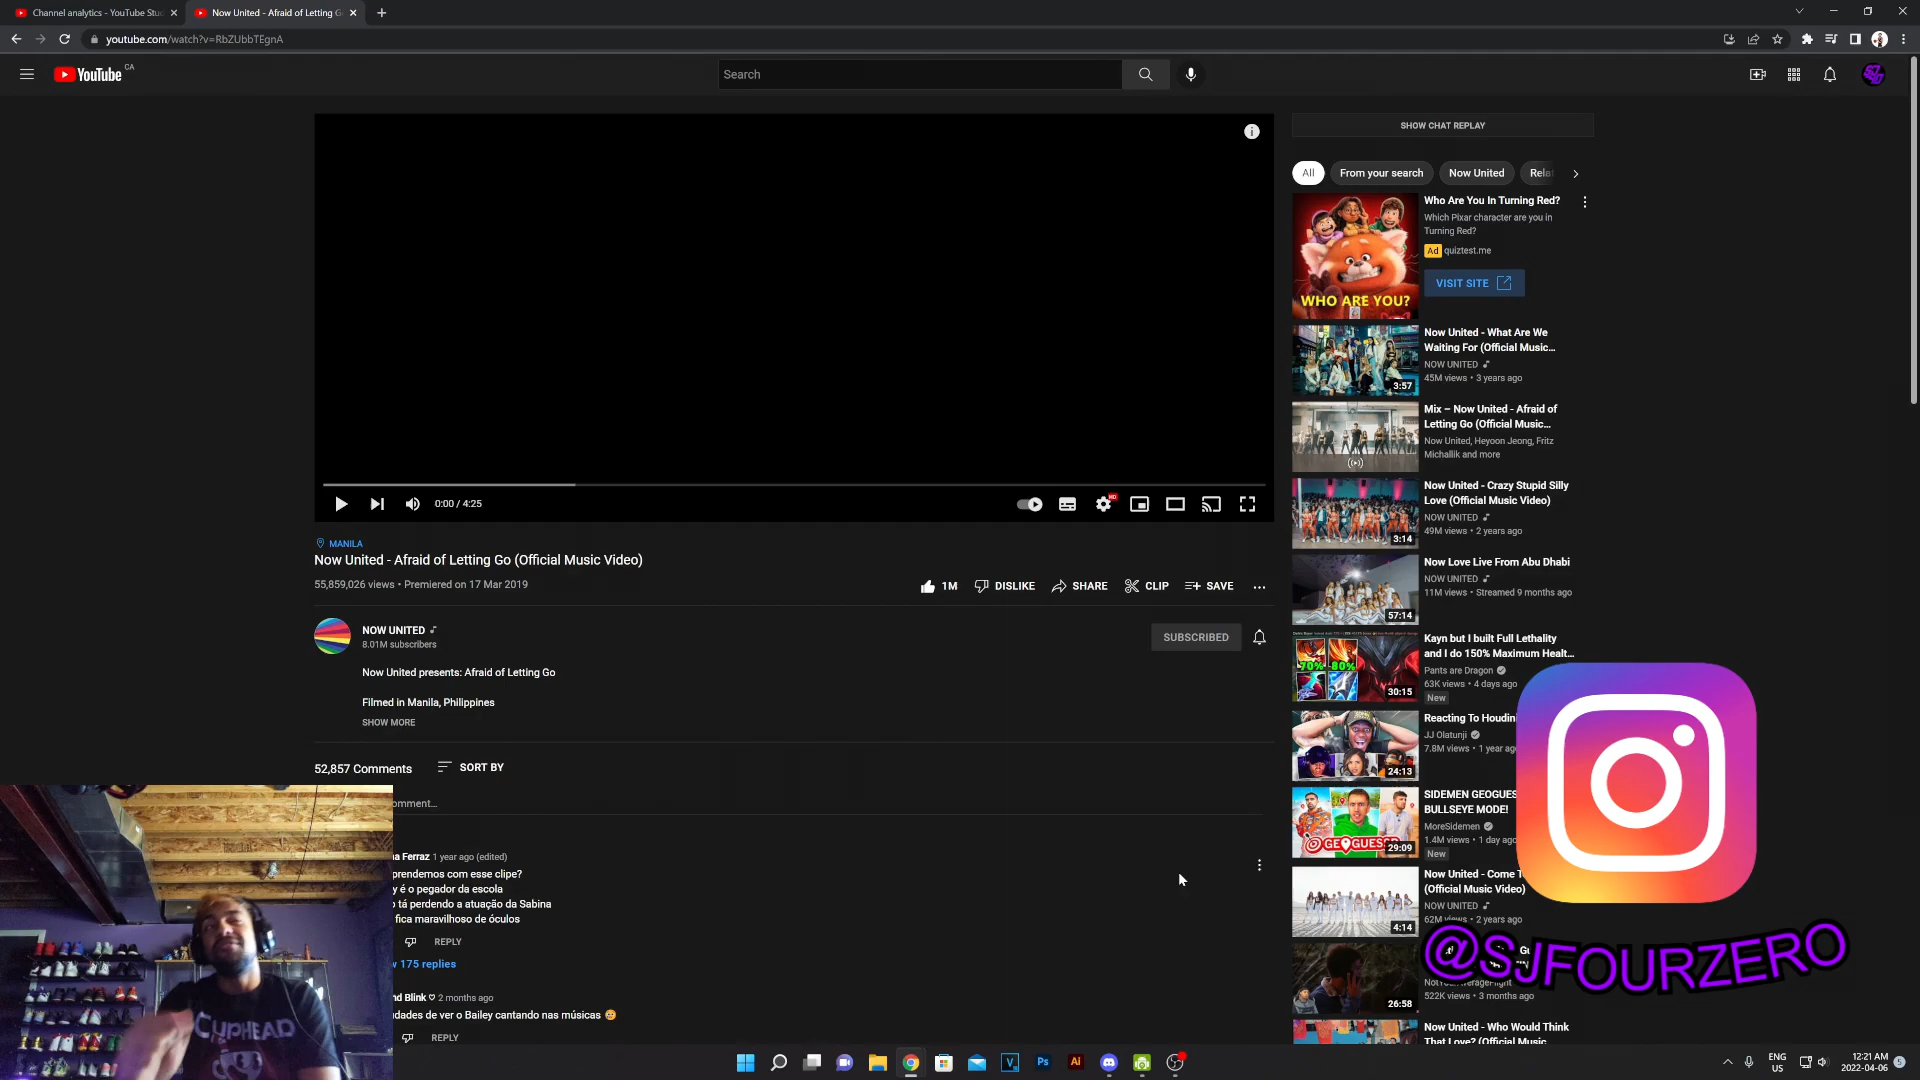 Channel analytics - YouTube Stu
Now United - Afraid of Letting G
youtube.com/watch?v=RbZUbbTEgnA
YouTube CA
Search
SHOW CHAT REPLAY
All
From your search
Now United
Rela
Who Are You In Turning Red?
Which Pixar character are you in
Turning Red?
Ad quiztest.me
VISIT SITE
WHO ARE YOU?
Now United - What Are We
Waiting For (Official Music...
NOW UNITED
45M views • 3 years ago
3:57
Mix – Now United - Afraid of
Letting Go (Official Music...
Now United, Heyoon Jeong, Fritz
Michallik and more
Now United - Crazy Stupid Silly
Love (Official Music Video)
NOW UNITED
49M views • 2 years ago
3:14
Now Love Live From Abu Dhabi
NOW UNITED
11M views • Streamed 9 months ago
57:14
Kayn but I built Full Lethality
and I do 150% Maximum Healt...
Pants are Dragon
63K views • 4 days ago
New
70% 80%
30:15
Reacting To Houdin
JJ Olatunji
7.8M views • 1 year ag
24:13
SIDEMEN GEOGUES
BULLSEYE MODE!
MoreSidemen
1.4M views • 1 day ag
New
29:09
Now United - Come T
(Official Music Video)
NOW UNITED
62M views • 2 years ago
4:14
522K views • 3 months ago
26:58
Now United - Who Would Think
That Love? (Official Music
@SJFOURZERO
0:00 / 4:25
HD
MANILA
Now United - Afraid of Letting Go (Official Music Video)
55,859,026 views • Premiered on 17 Mar 2019
1M
DISLIKE
SHARE
CLIP
SAVE
NOW UNITED
8.01M subscribers
SUBSCRIBED
Now United presents: Afraid of Letting Go
Filmed in Manila, Philippines
SHOW MORE
52,857 Comments
SORT BY
omment...
a Ferraz 1 year ago (edited)
prendemos com esse clipe?
y é o pegador da escola
o tá perdendo a atuação da Sabina
fica maravilhoso de óculos
REPLY
w 175 replies
nd Blink ♡ 2 months ago
dades de ver o Bailey cantando nas músicas 🥲
REPLY
CUPHEAD
Ps
Ai
ENG
US
12:21 AM
2022-04-06
5